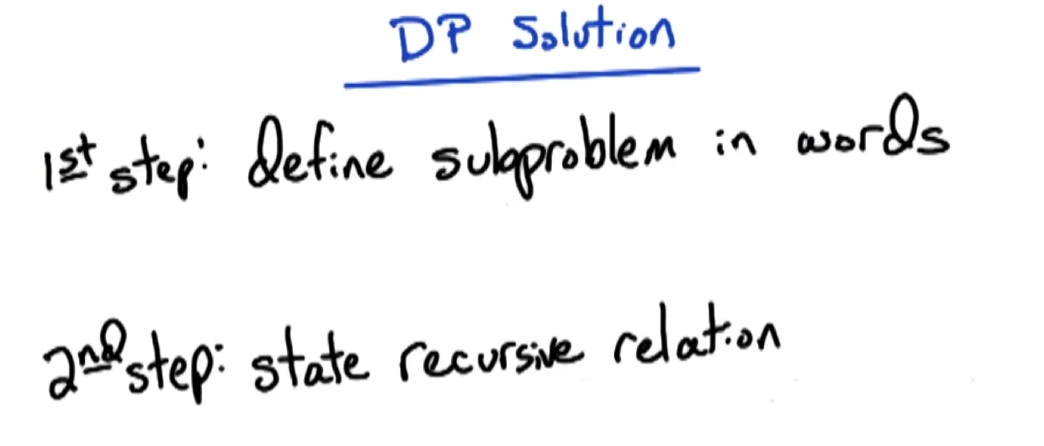 DP Solution
1st step: define subproblem in words
2nd step: state recursive relation